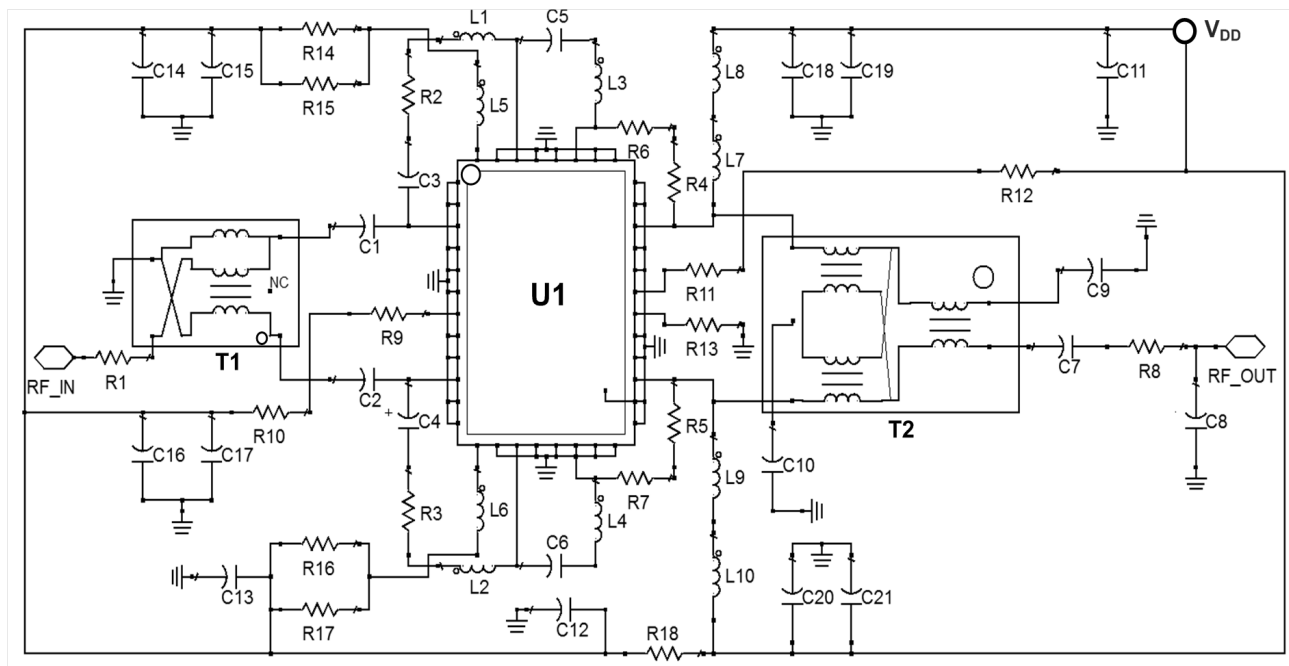 L1
C5
V_DD
R14
C14
C15
R15
R2
L5
L3
L8
C18
C19
C11
R6
L7
C3
R4
R12
C1
NC
U1
R11
C9
R9
R13
RF_IN
R1
T1
C7
R8
RF_OUT
C2
+
C4
R10
R5
T2
C8
C16
C17
C10
L9
R7
R3
L6
L4
R16
C6
C13
L2
L10
C20
C21
R17
C12
R18